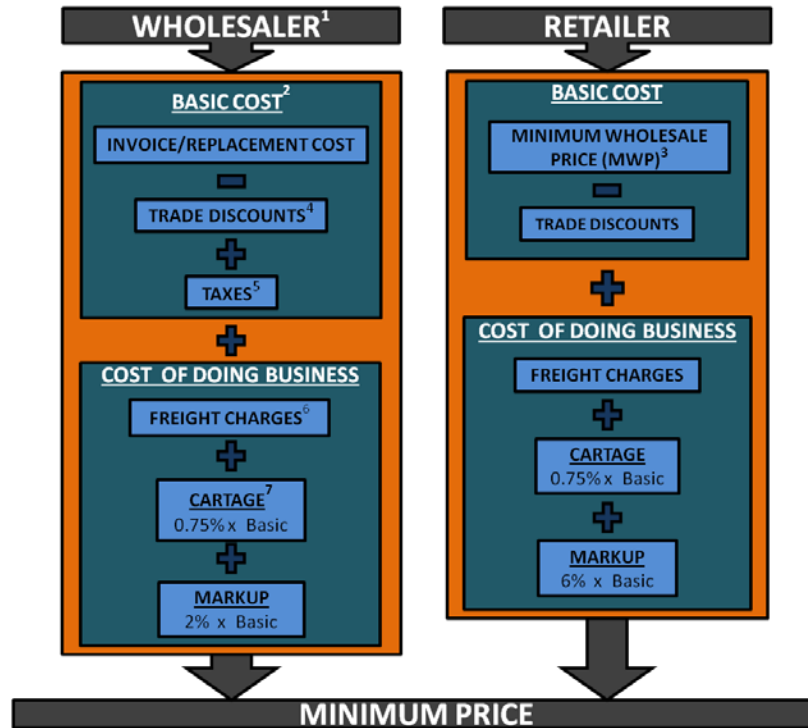 WHOLESALER¹
BASIC COST²
INVOICE/REPLACEMENT COST
TRADE DISCOUNTS⁴
TAXES⁵
COST OF DOING BUSINESS
FREIGHT CHARGES⁶
CARTAGE⁷
0.75% x Basic
MARKUP
2% x Basic
RETAILER
BASIC COST
MINIMUM WHOLESALE
PRICE (MWP)³
TRADE DISCOUNTS
COST OF DOING BUSINESS
FREIGHT CHARGES
CARTAGE
0.75% x Basic
MARKUP
6% x Basic
MINIMUM PRICE